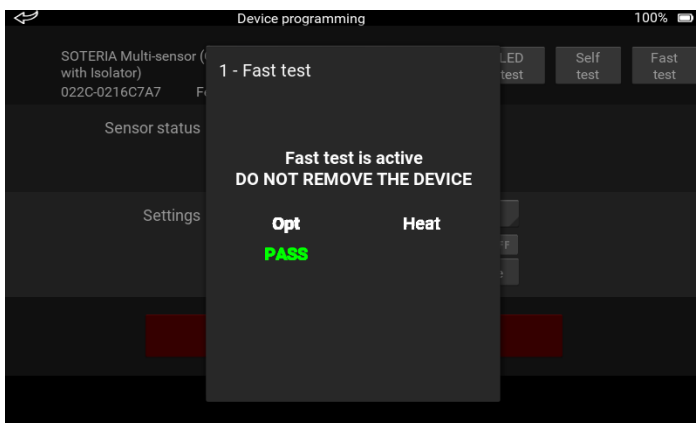 Device programming
100%
SOTERIA Multi-sensor (
with Isolator)
022C-0216C7A7
LED
test
Self
test
Fast
test
Sensor status
Settings
1 - Fast test
Fast test is active
DO NOT REMOVE THE DEVICE
Opt Heat
PASS